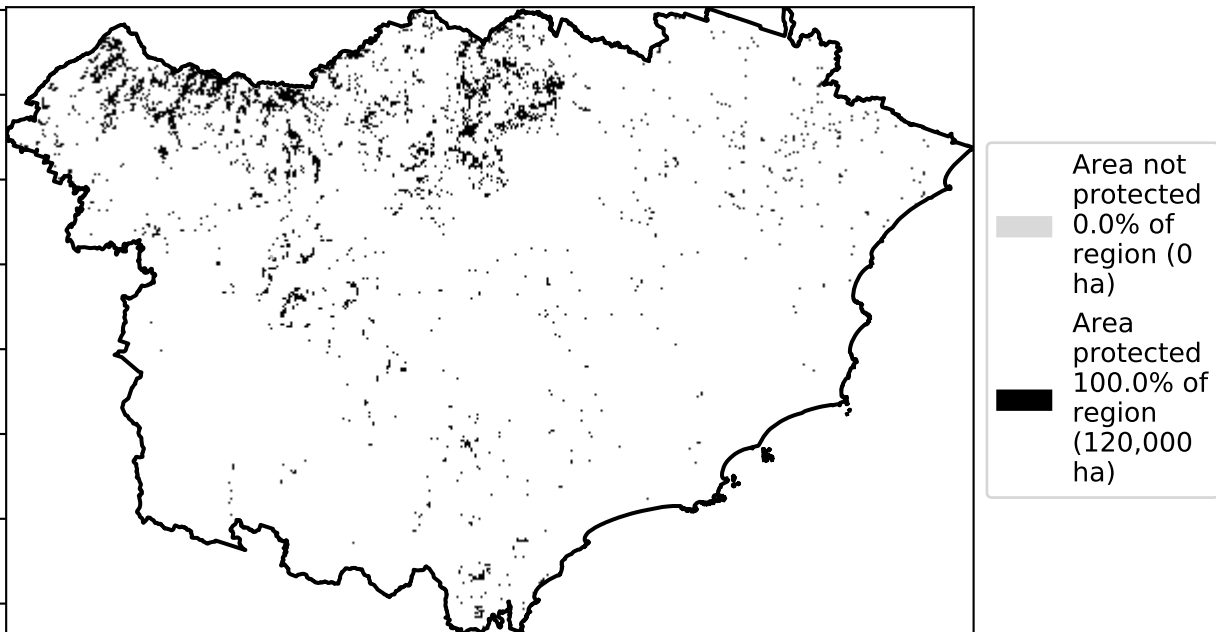 Area not
protected
0.0% of
region (0
ha)
Area
protected
100.0% of
region
(120,000
ha)